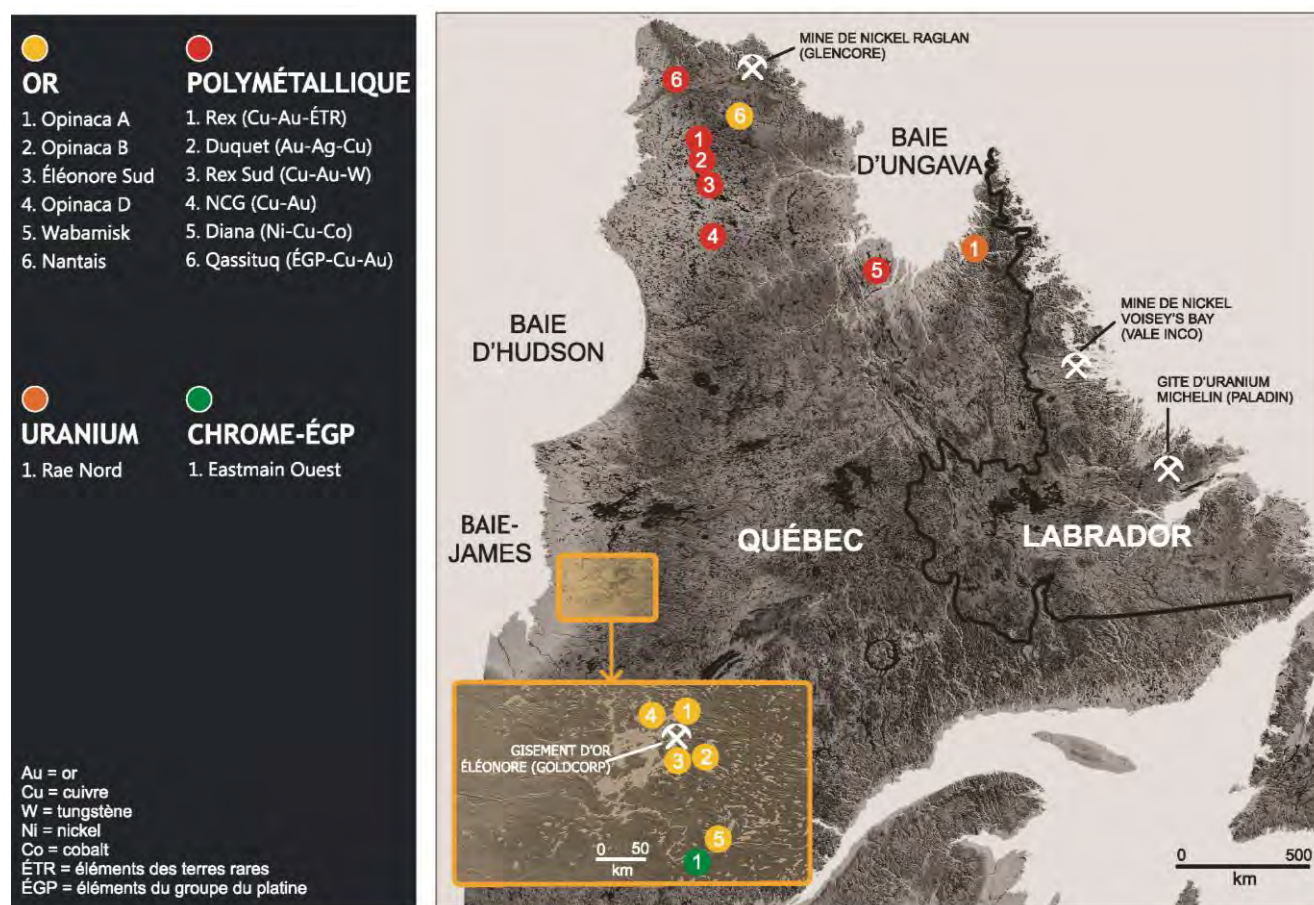 OR
1. Opinaca A
2. Opinaca B
3. Éléonore Sud
4. Opinaca D
5. Wabamisk
6. Nantais
POLYMÉTALLIQUE
1. Rex (Cu-Au-ÉTR)
2. Duquet (Au-Ag-Cu)
3. Rex Sud (Cu-Au-W)
4. NCG (Cu-Au)
5. Diana (Ni-Cu-Co)
6. Qassituq (ÉGP-Cu-Au)
URANIUM
1. Rae Nord
CHROME-ÉGP
1. Eastmain Ouest
Au = or
Cu = cuivre
W = tungstène
Ni = nickel
Co = cobalt
ÉTR = éléments des terres rares
ÉGP = éléments du groupe du platine
MINE DE NICKEL RAGLAN
(GLENCORE)
6
6
1
2
3
4
5
1
BAIE
D'UNGAVA
BAIE
D'HUDSON
MINE DE NICKEL
VOISEY'S BAY
(VALE INCO)
GITE D'URANIUM
MICHELIN (PALADIN)
BAIE-
JAMES
QUÉBEC
LABRADOR
4
1
GISEMENT D'OR
ÉLÉONORE (GOLDCORP)
3
2
5
1
0 50
km
0 500
km